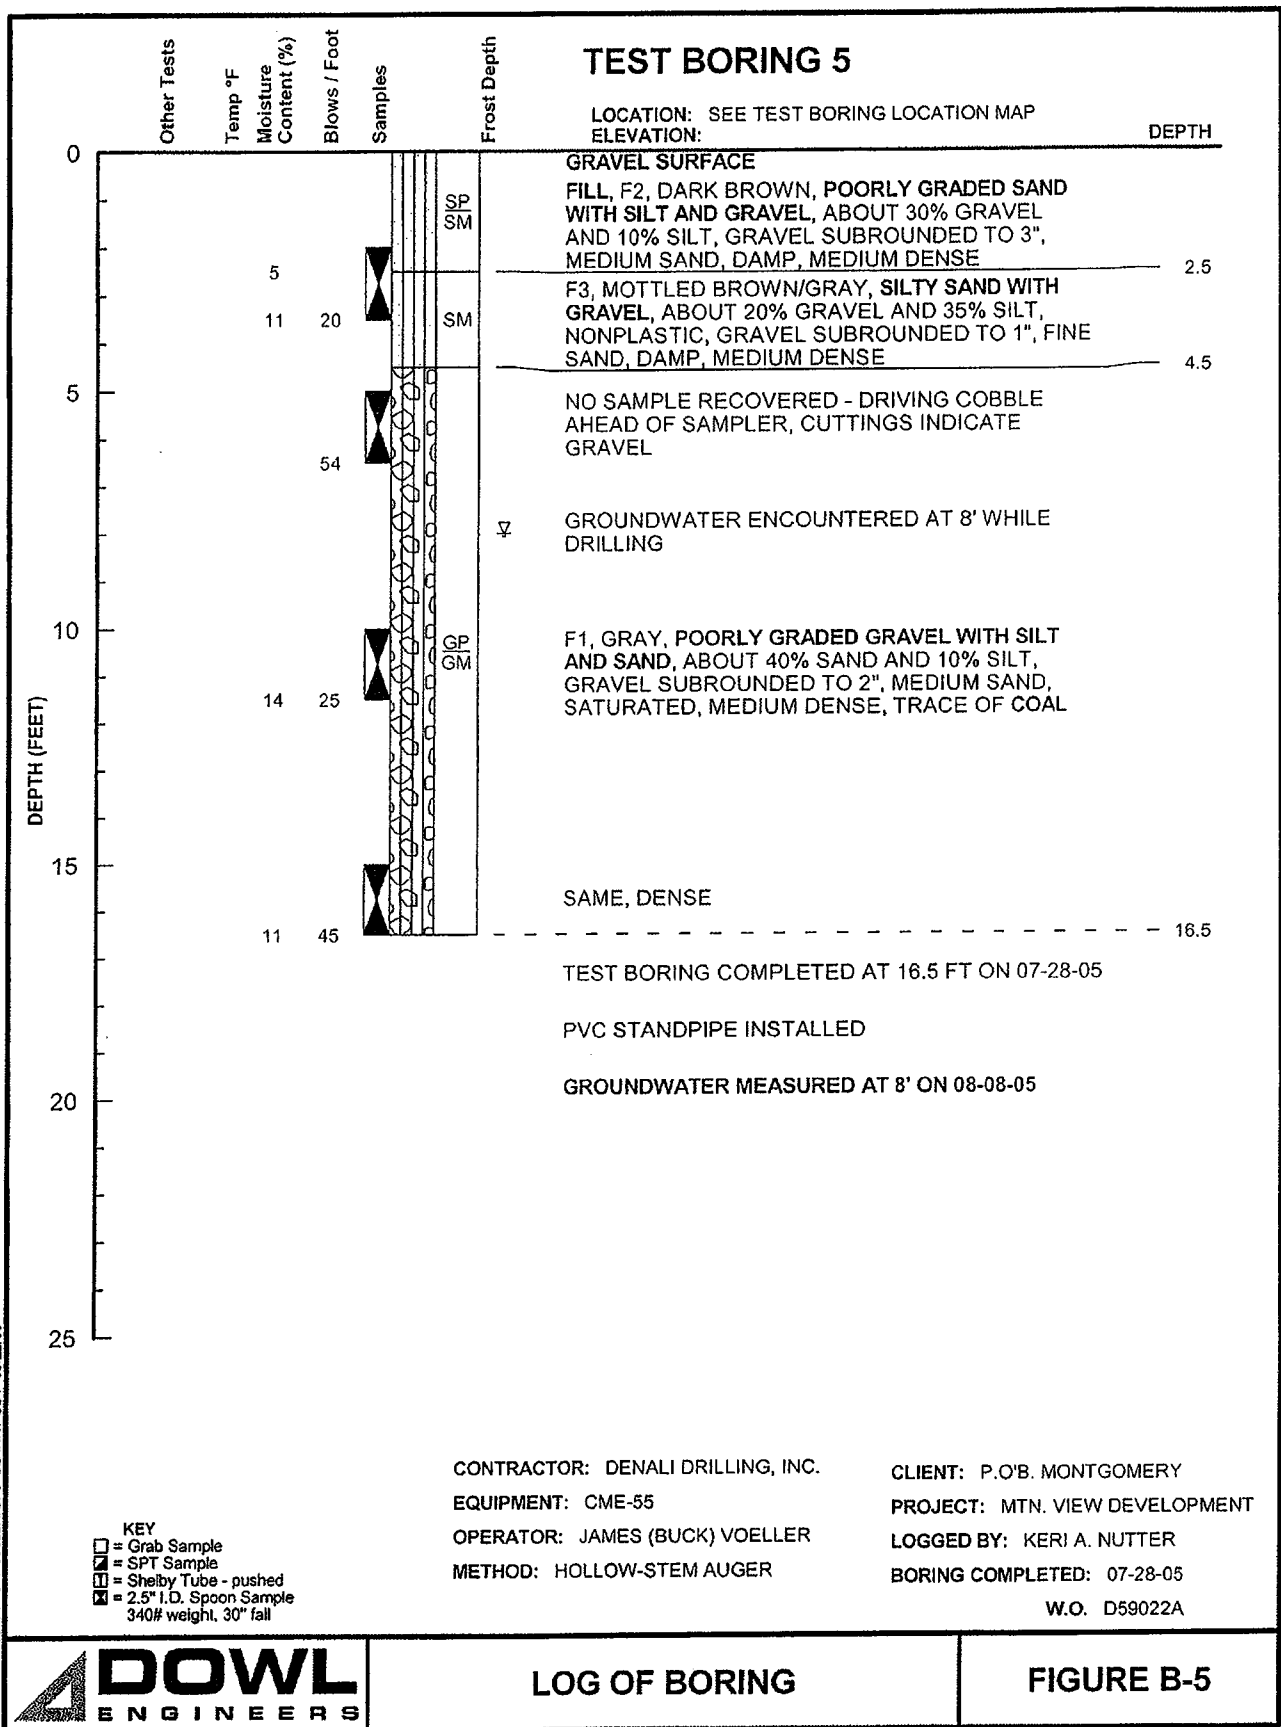 Other Tests
Temp °F
Moisture
Content (%)
Blows / Foot
Samples
Frost Depth
TEST BORING 5
LOCATION: SEE TEST BORING LOCATION MAP
ELEVATION:
DEPTH
0
GRAVEL SURFACE
SP
SM
FILL, F2, DARK BROWN, POORLY GRADED SAND
WITH SILT AND GRAVEL, ABOUT 30% GRAVEL
AND 10% SILT, GRAVEL SUBROUNDED TO 3",
MEDIUM SAND, DAMP, MEDIUM DENSE
5
2.5
11 20
SM
F3, MOTTLED BROWN/GRAY, SILTY SAND WITH
GRAVEL, ABOUT 20% GRAVEL AND 35% SILT,
NONPLASTIC, GRAVEL SUBROUNDED TO 1", FINE
SAND, DAMP, MEDIUM DENSE
4.5
5
54
NO SAMPLE RECOVERED - DRIVING COBBLE
AHEAD OF SAMPLER, CUTTINGS INDICATE
GRAVEL
GROUNDWATER ENCOUNTERED AT 8' WHILE
DRILLING
10
GP
GM
F1, GRAY, POORLY GRADED GRAVEL WITH SILT
AND SAND, ABOUT 40% SAND AND 10% SILT,
GRAVEL SUBROUNDED TO 2", MEDIUM SAND,
SATURATED, MEDIUM DENSE, TRACE OF COAL
14 25
DEPTH (FEET)
15
SAME, DENSE
11 45
16.5
TEST BORING COMPLETED AT 16.5 FT ON 07-28-05
PVC STANDPIPE INSTALLED
GROUNDWATER MEASURED AT 8' ON 08-08-05
20
25
KEY
= Grab Sample
= SPT Sample
= Shelby Tube - pushed
= 2.5" I.D. Spoon Sample
340# weight, 30" fall
CONTRACTOR: DENALI DRILLING, INC.
EQUIPMENT: CME-55
OPERATOR: JAMES (BUCK) VOELLER
METHOD: HOLLOW-STEM AUGER
CLIENT: P.O'B. MONTGOMERY
PROJECT: MTN. VIEW DEVELOPMENT
LOGGED BY: KERI A. NUTTER
BORING COMPLETED: 07-28-05
W.O. D59022A
DOWL
ENGINEERS
LOG OF BORING
FIGURE B-5